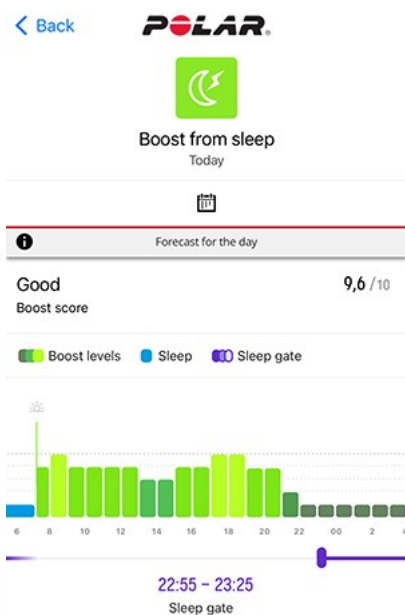 Back
POLAR
Boost from sleep
Today
Forecast for the day
Good 9,6 /10
Boost score
Boost levels Sleep Sleep gate
6 8 10 12 14 16 18 20 22 00 2 4
22:55 – 23:25
Sleep gate